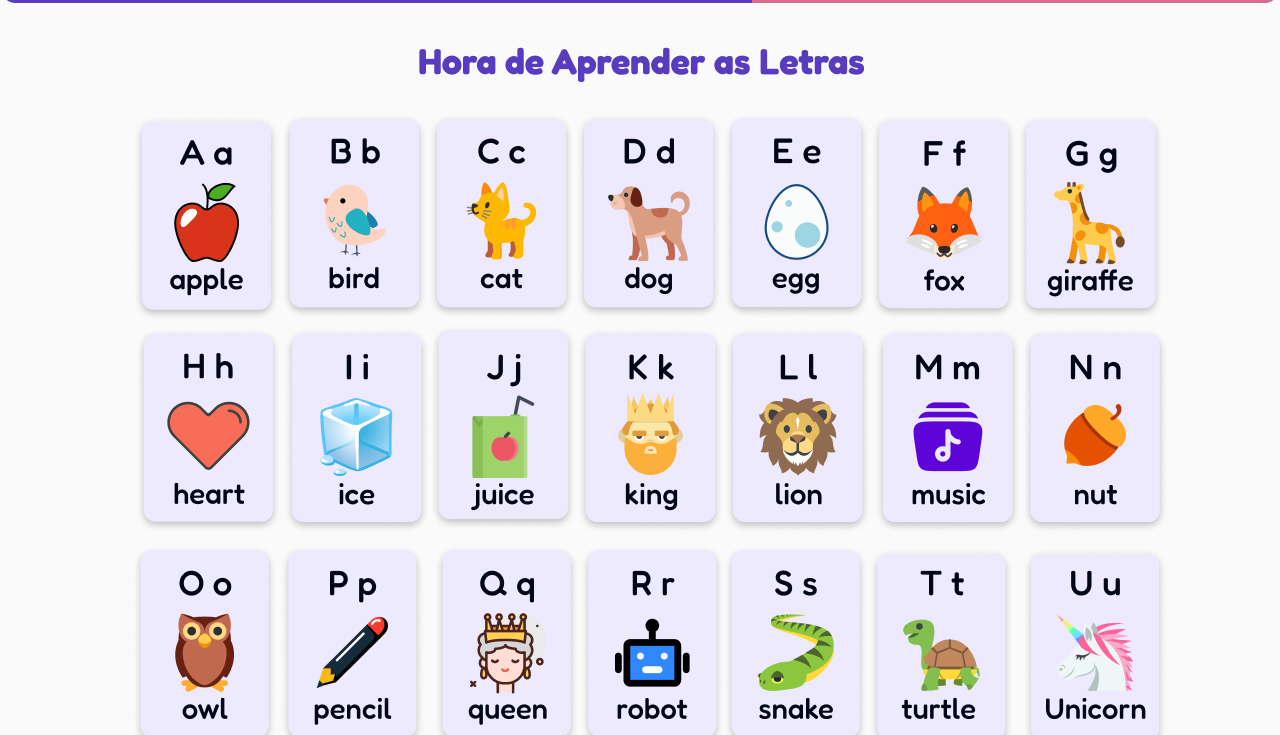 Hora de Aprender as Letras
A a
apple
B b
bird
C c
cat
D d
dog
E e
egg
F f
fox
G g
giraffe
H h
heart
I i
ice
J j
juice
K k
king
L l
lion
M m
music
N n
nut
O o
owl
P p
pencil
Q q
queen
R r
robot
S s
snake
T t
turtle
U u
Unicorn